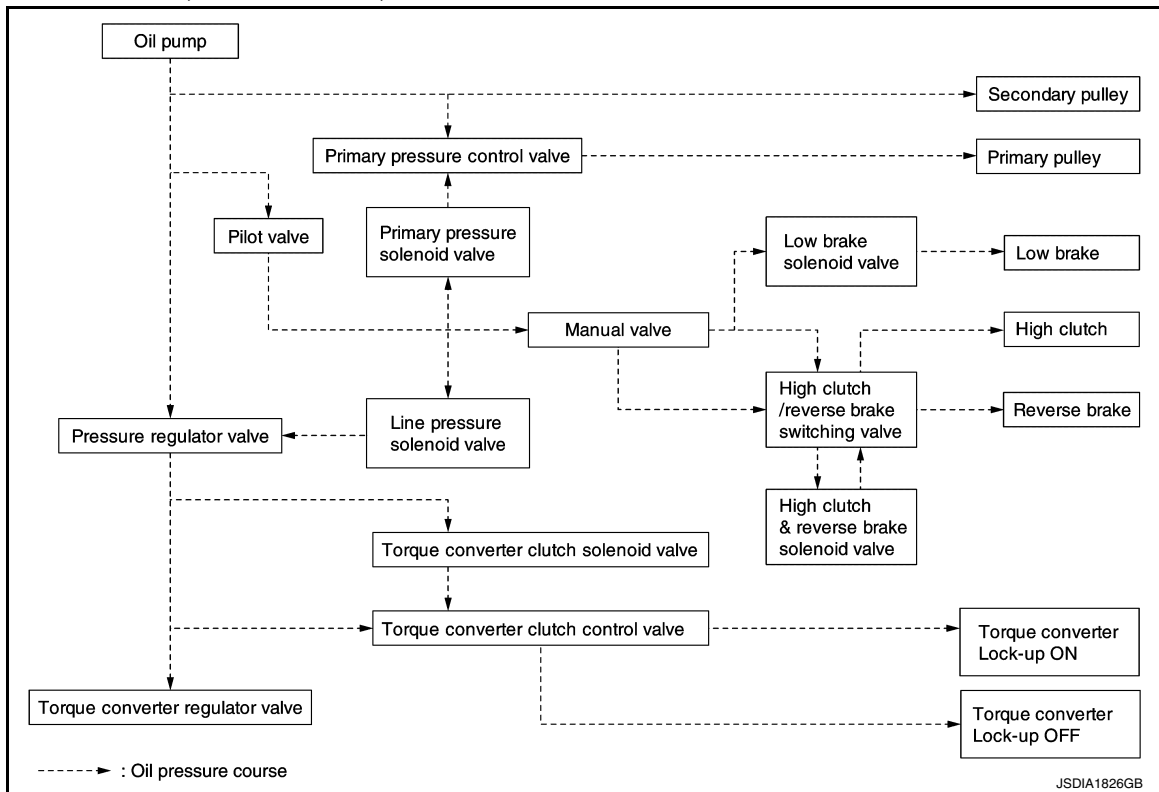 Oil pump
Secondary pulley
Primary pressure control valve
Primary pulley
Pilot valve
Primary pressure
solenoid valve
Low brake
solenoid valve
Low brake
Manual valve
High clutch
High clutch
/reverse brake
switching valve
Reverse brake
Pressure regulator valve
Line pressure
solenoid valve
High clutch
& reverse brake
solenoid valve
Torque converter clutch solenoid valve
Torque converter clutch control valve
Torque converter
Lock-up ON
Torque converter regulator valve
Torque converter
Lock-up OFF
: Oil pressure course
JSDIA1826GB